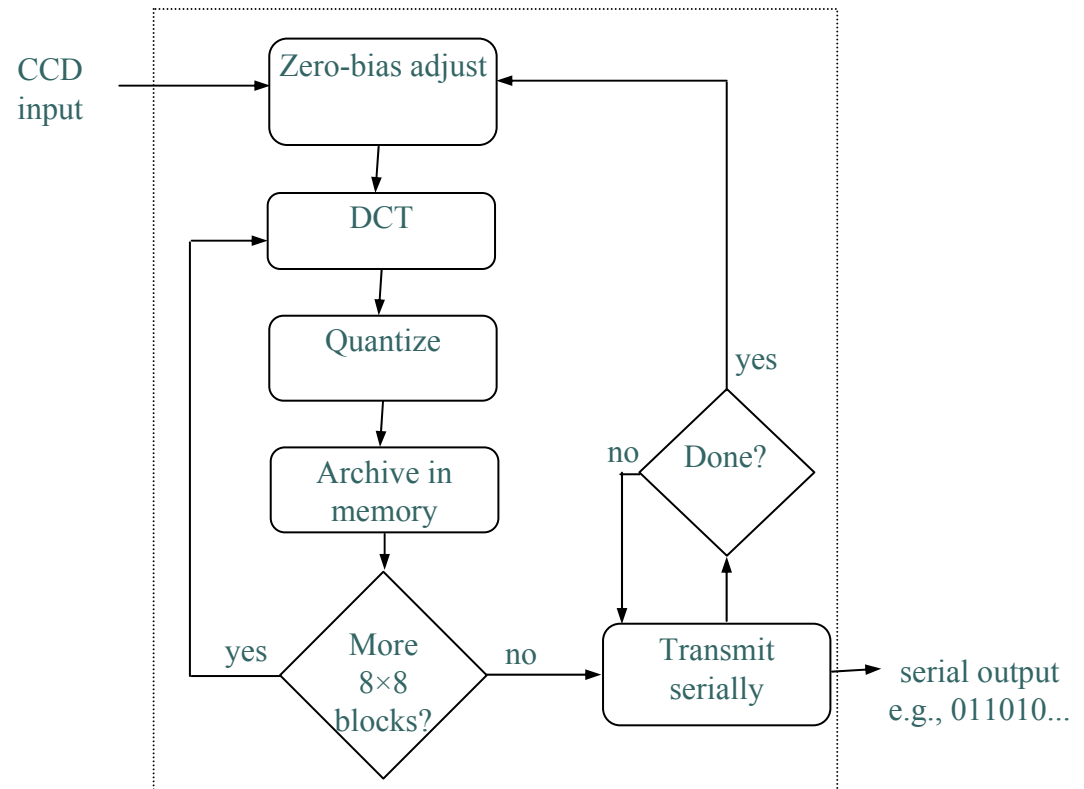 CCD
input
Zero-bias adjust
DCT
Quantize
yes
Done?
no
Archive in
memory
yes
More
8×8
blocks?
no
Transmit
serially
serial output
e.g., 011010...